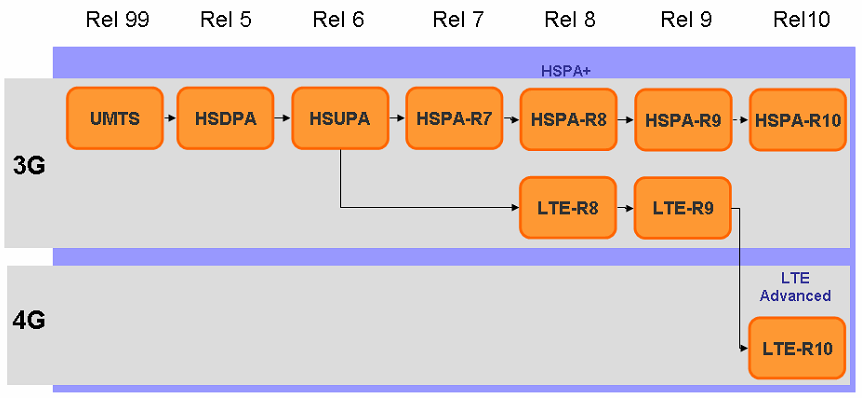 Rel 99 Rel 5 Rel 6 Rel 7 Rel 8 Rel 9 Rel10
HSPA+
UMTS HSDPA HSUPA HSPA-R7 HSPA-R8 HSPA-R9 HSPA-R10
3G
LTE-R8 LTE-R9
LTE
Advanced
4G
LTE-R10